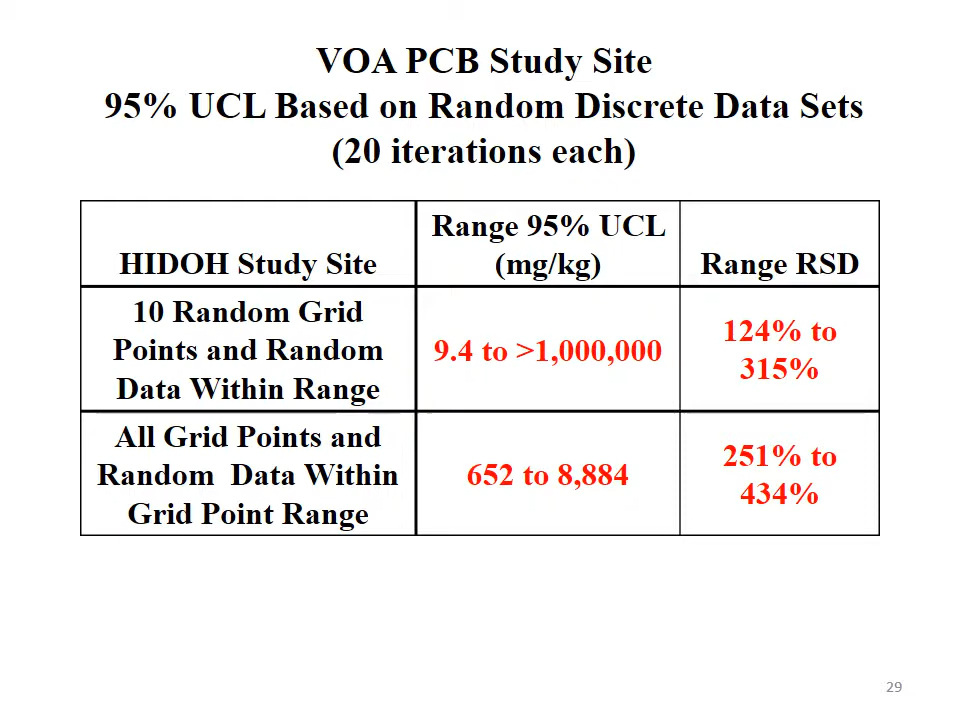 VOA PCB Study Site
95% UCL Based on Random Discrete Data Sets
(20 iterations each)
HIDOH Study Site
Range 95% UCL
(mg/kg)
Range RSD
10 Random Grid
Points and Random
Data Within Range
9.4 to >1,000,000
124% to
315%
All Grid Points and
Random Data Within
Grid Point Range
652 to 8,884
251% to
434%
29